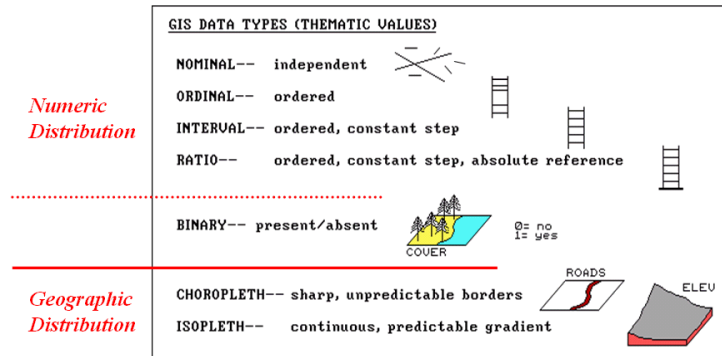 GIS DATA TYPES (THEMATIC VALUES)
NOMINAL-- independent
ORDINAL-- ordered
INTERVAL-- ordered, constant step
RATIO-- ordered, constant step, absolute reference
Numeric
Distribution
BINARY-- present/absent
COVER
0= no
1= yes
Geographic
Distribution
CHOROPLETH-- sharp, unpredictable borders
ROADS
ISOPLETH-- continuous, predictable gradient
ELEV